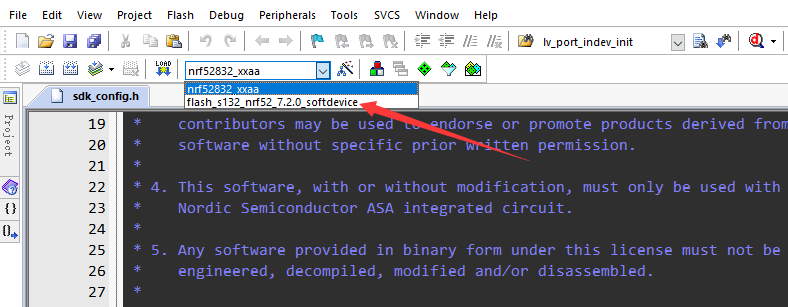 it View Project Flash Debug Peripherals Tools SVCS Window Help
lv_port_indev_init
LOAD nrf52832_xxaa
nrf52832_xxaa
flash_s132_nrf52_7.2.0_softdevice
sdk_config.h
Project
19 * contributors may be used to endorse or promote products derived from
20 * software without specific prior written permission.
21 *
22 * 4. This software, with or without modification, must only be used with
23 * Nordic Semiconductor ASA integrated circuit.
24 *
25 * 5. Any software provided in binary form under this license must not be
26 * engineered, decompiled, modified and/or disassembled.
27 *